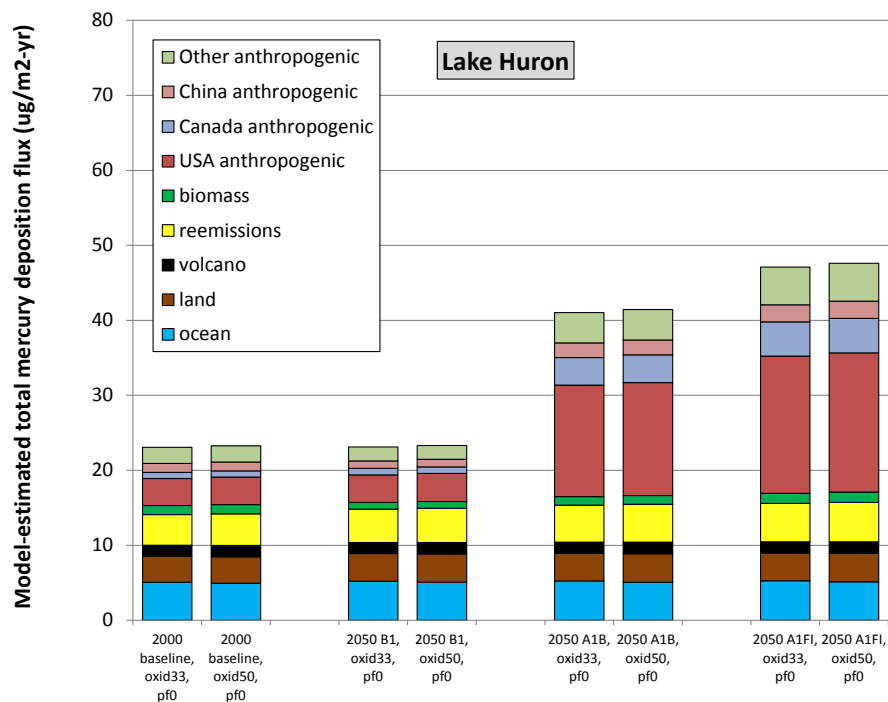 Model-estimated total mercury deposition flux (ug/m2-yr)
80
70
60
50
40
30
20
10
0
Lake Huron
Other anthropogenic
China anthropogenic
Canada anthropogenic
USA anthropogenic
biomass
reemissions
volcano
land
ocean
2000
baseline,
oxid33,
pf0
2000
baseline,
oxid50,
pf0
2050 B1,
oxid33,
pf0
2050 B1,
oxid50,
pf0
2050 A1B,
oxid33,
pf0
2050 A1B,
oxid50,
pf0
2050 A1FI,
oxid33,
pf0
2050 A1FI,
oxid50,
pf0